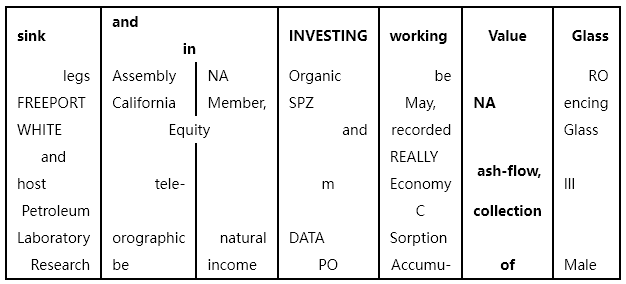 sink and in INVESTING working Value Glass
legs Assembly NA Organic be RO
FREEPORT California Member, SPZ May, NA encing
WHITE Equity and recorded Glass
and REALLY
host tele- m Economy ash-flow, III
Petroleum C collection
Laboratory orographic natural DATA Sorption
Research be income PO Accumu- of Male